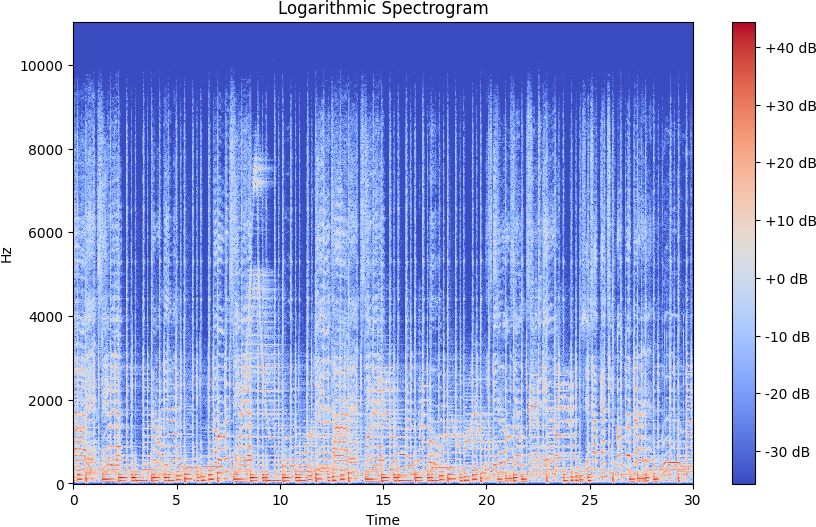 Logarithmic Spectrogram
Hz
10000
8000
6000
4000
2000
0
0 5 10 15 20 25 30
Time
+40 dB
+30 dB
+20 dB
+10 dB
+0 dB
-10 dB
-20 dB
-30 dB